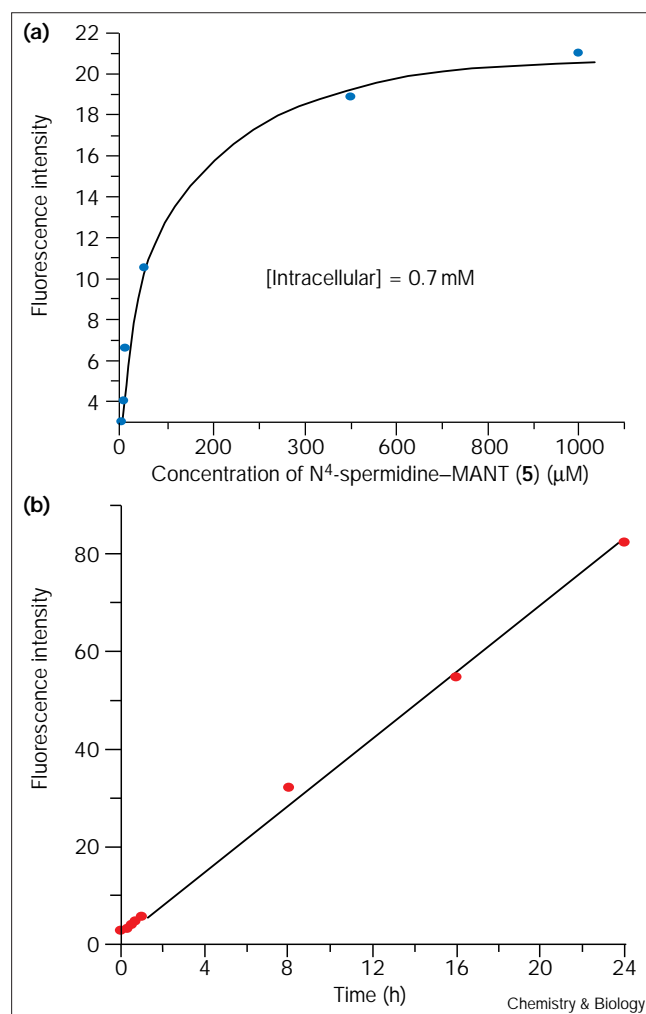 (a)
22
20
18
16
14
12
10
8
6
4
Fluorescence intensity
[Intracellular] = 0.7 mM
0 200 300 600 800 1000
Concentration of N⁴-spermidine–MANT (5) (μM)
(b)
80
60
40
20
0
Fluorescence intensity
0 4 8 12 16 20 24
Time (h)
Chemistry & Biology